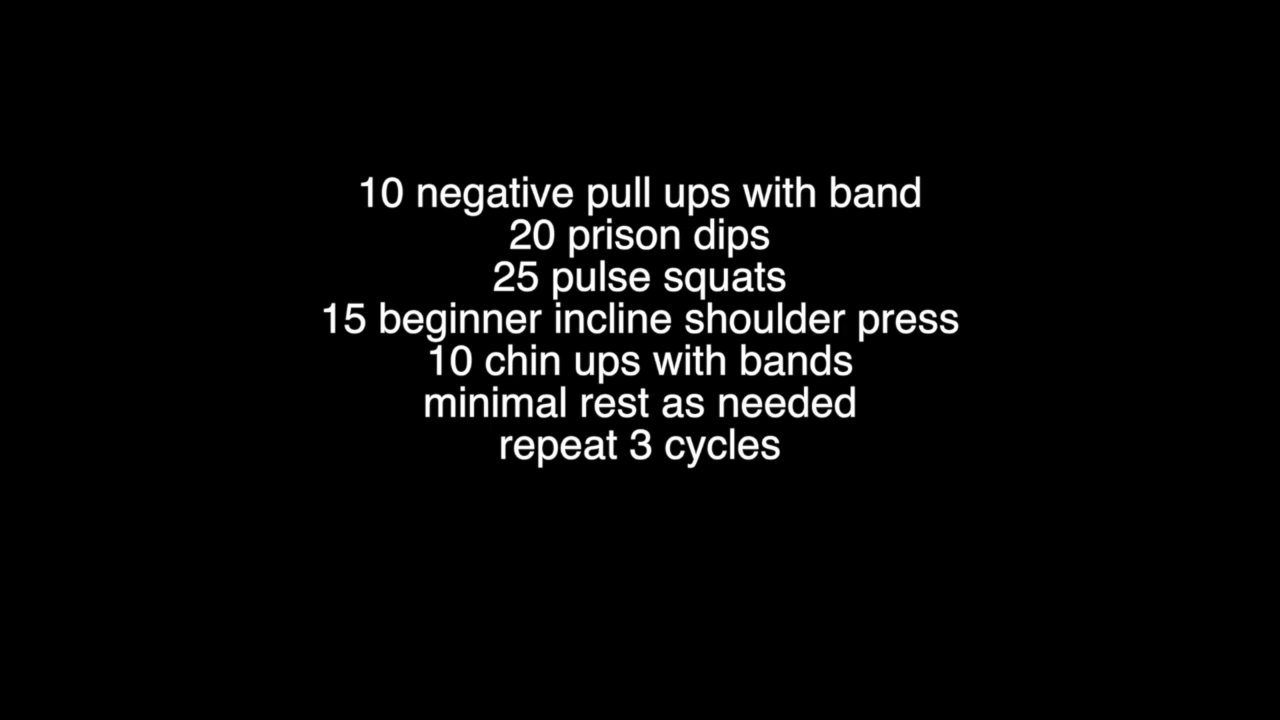 10 negative pull ups with band
20 prison dips
25 pulse squats
15 beginner incline shoulder press
10 chin ups with bands
minimal rest as needed
repeat 3 cycles